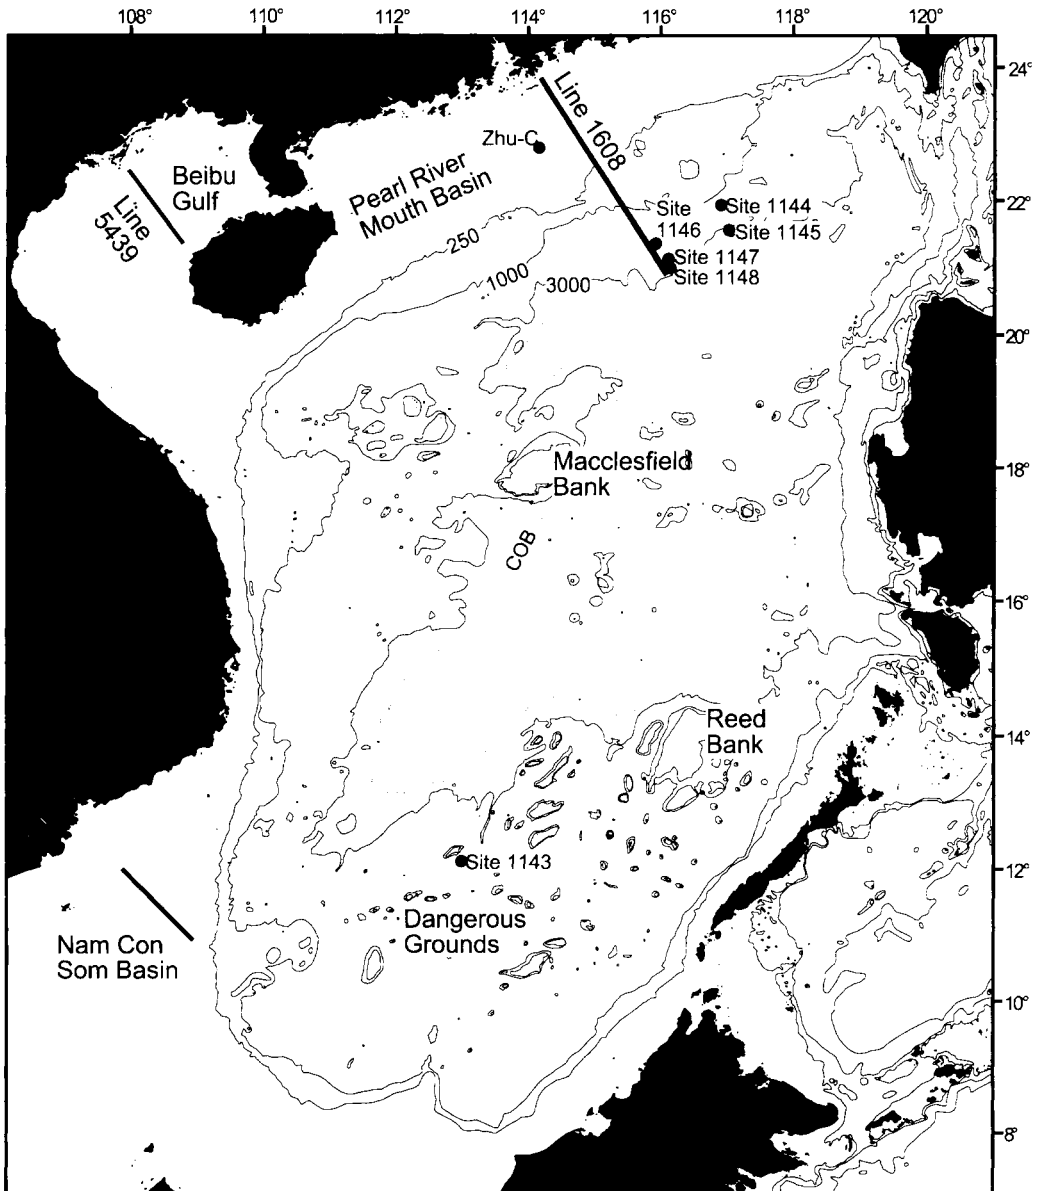 108°
110°
112°
114°
116°
118°
120°
24°
22°
20°
18°
16°
14°
12°
10°
8°
Line 1608
Zhu-C
Beibu
Gulf
Pearl River
Mouth Basin
Line
5439
Site
1146
Site 1144
Site 1145
Site 1147
Site 1148
250
1000
3000
Macclesfield
Bank
COB
Reed
Bank
Site 1143
Dangerous
Grounds
Nam Con
Som Basin